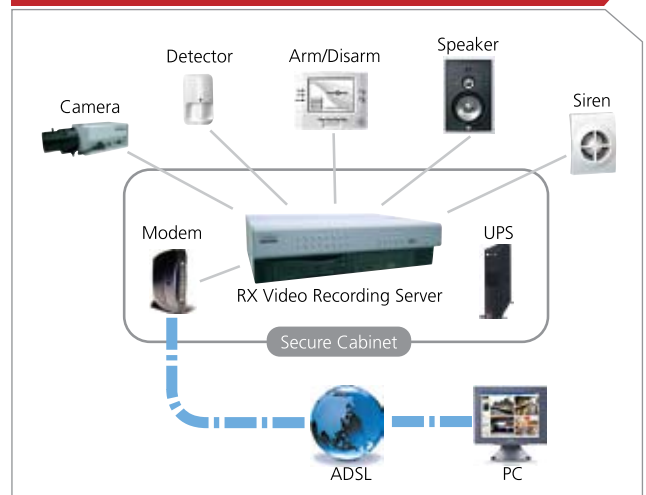 Detector
Arm/Disarm
Speaker
Camera
Siren
Modem
UPS
RX Video Recording Server
Secure Cabinet
ADSL
PC